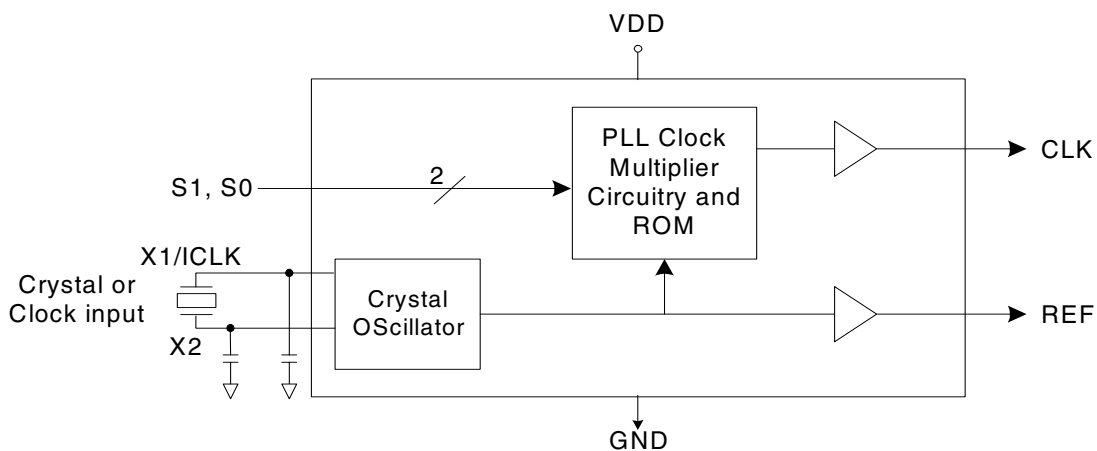 VDD
PLL Clock
Multiplier
Circuitry and
ROM
CLK
2
S1, S0
X1/ICLK
Crystal or
Clock input
Crystal
OScillator
REF
X2
GND